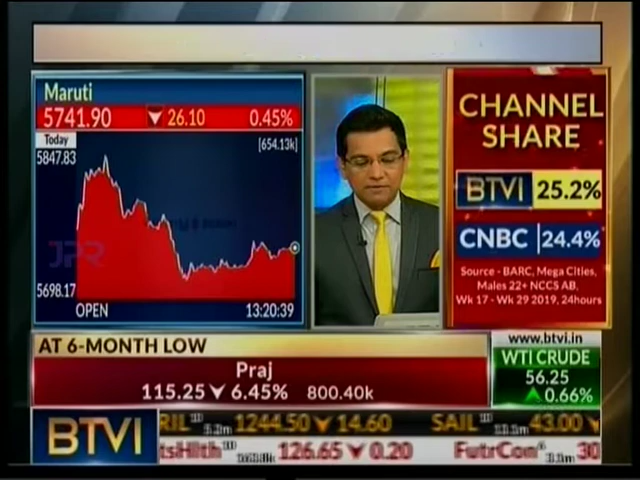 Maruti
5741.90 26.10 0.45%
Today
5847.83
[654.13k]
5698.17
OPEN 13:20:39
CHANNEL
SHARE
BTVI 25.2%
CNBC 24.4%
Source - BARC, Mega Cities,
Males 22+ NCCS AB,
Wk 17 - Wk 29 2019, 24hours
AT 6-MONTH LOW
Praj
115.25 6.45% 800.40k
www.btvi.in
WTI CRUDE
56.25
0.66%
BTVI
RIL 1244.50 14.60 SAIL 43.00
tsHlth 126.65 0.20 FutrCon 30